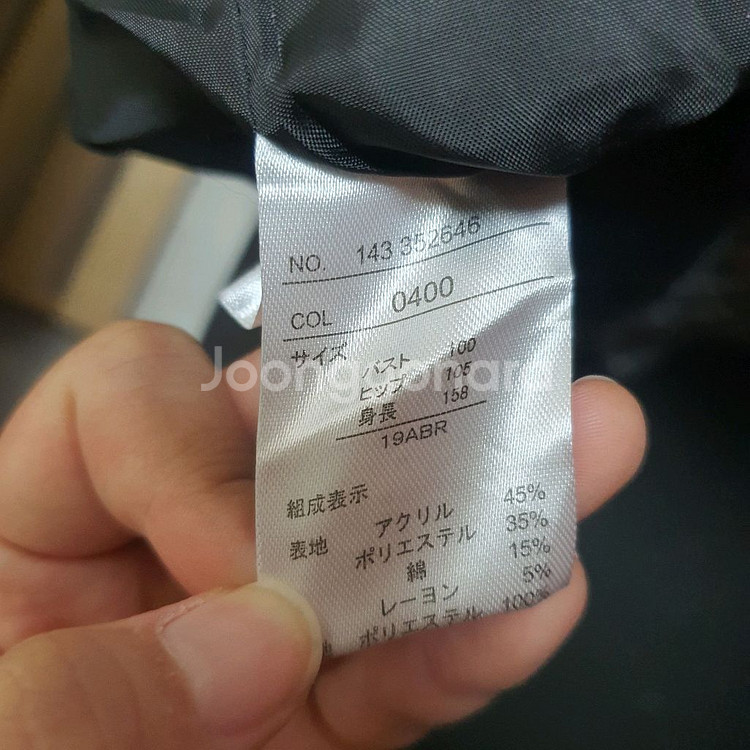 NO. 143 352646
COL 0400
サイズ
バスト 100
ヒップ 105
身長 158
19ABR
組成表示
表地 アクリル 45%
ポリエステル 35%
綿 15%
レーヨン 5%
地 ポリエステル 100%
Joongonara